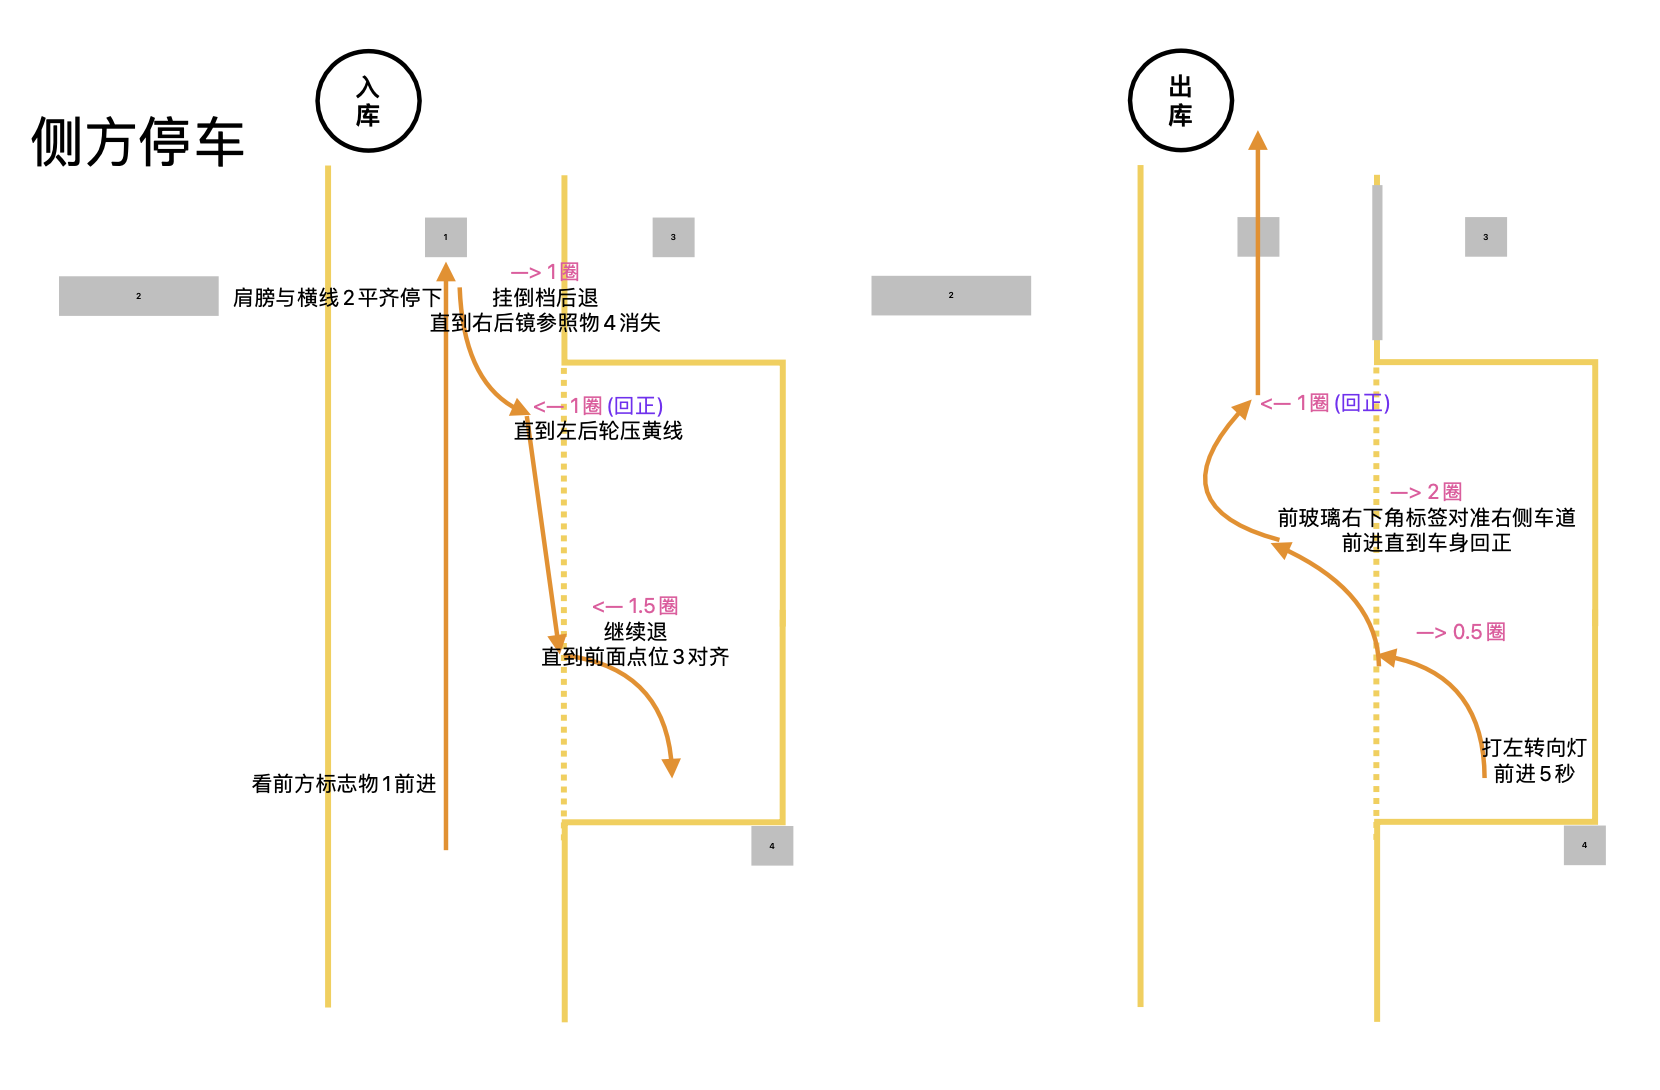 侧方停车
入
库
1
3
2
—> 1圈
肩膀与横线2平齐停下
挂倒档后退
直到右后镜参照物4消失
<— 1圈 (回正)
直到左后轮压黄线
<— 1.5圈
继续退
直到前面点位3对齐
看前方标志物1前进
4
出
库
3
2
<— 1圈 (回正)
—> 2圈
前玻璃右下角标签对准右侧车道
前进直到车身回正
—> 0.5圈
打左转向灯
前进5秒
4